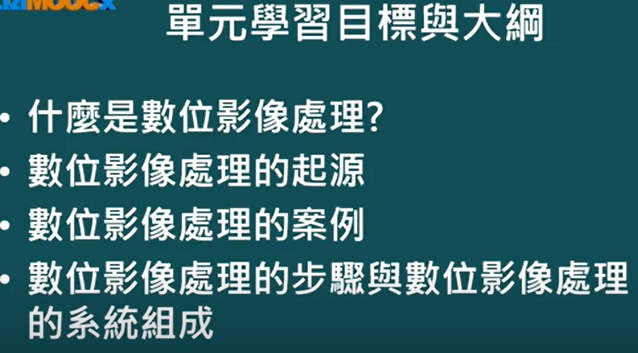 單元學習目標與大綱
• 什麼是數位影像處理?
• 數位影像處理的起源
• 數位影像處理的案例
• 數位影像處理的步驟與數位影像處理
的系統組成